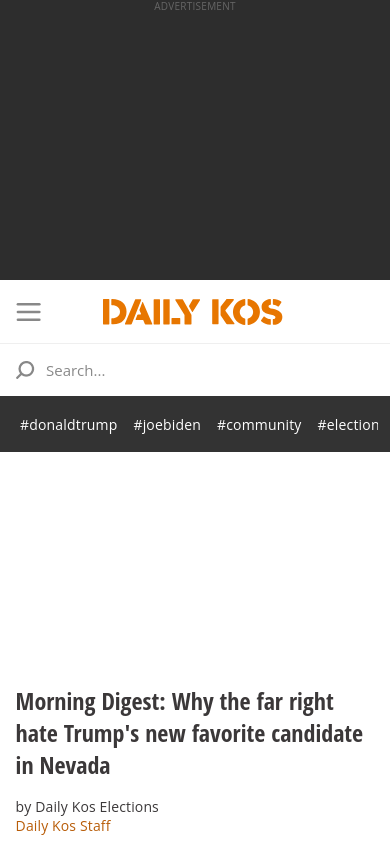 ADVERTISEMENT
DAILY KOS
Search...
#donaldtrump #joebiden #community #election
Morning Digest: Why the far right
hate Trump's new favorite candidate
in Nevada
by Daily Kos Elections
Daily Kos Staff